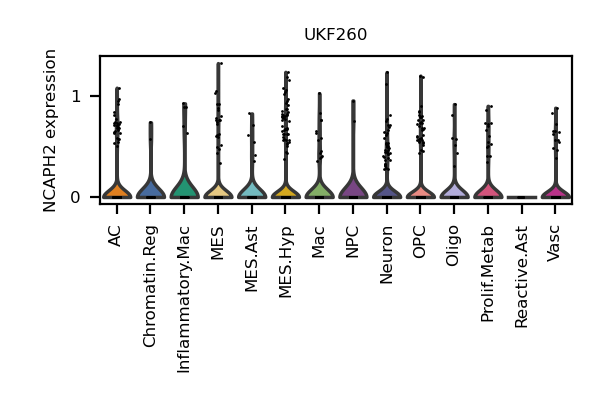 UKF260
NCAPH2 expression
1
0
AC
Chromatin.Reg
Inflammatory.Mac
MES
MES.Ast
MES.Hyp
Mac
NPC
Neuron
OPC
Oligo
Prolif.Metab
Reactive.Ast
Vasc